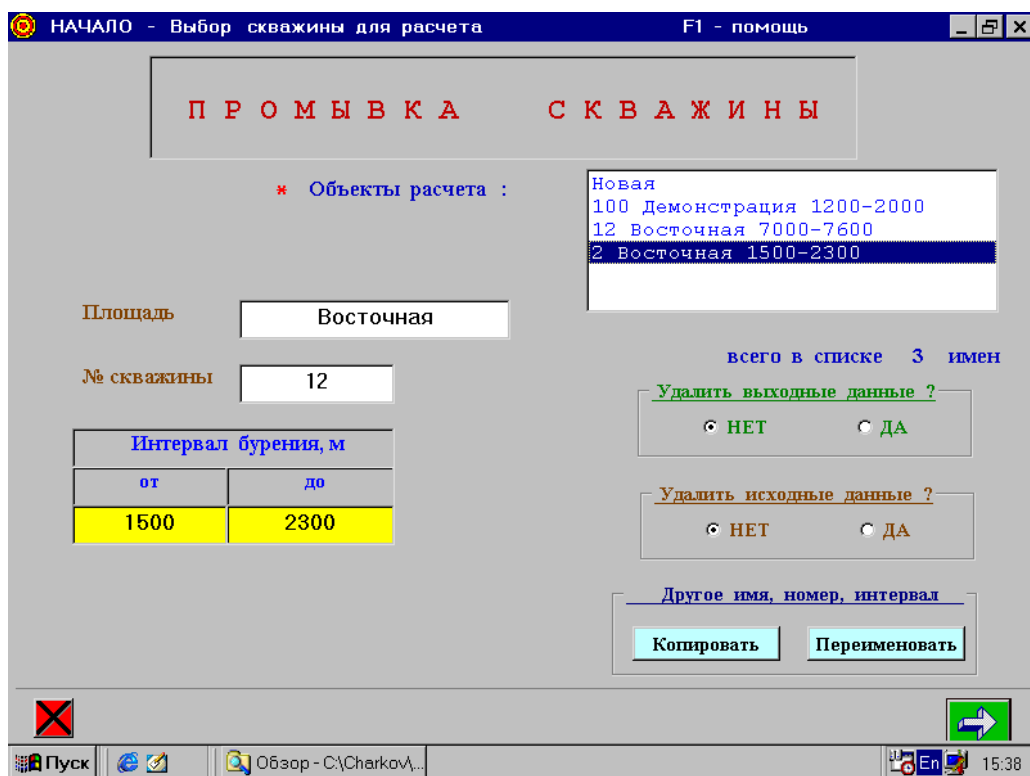 НАЧАЛО - Выбор скважины для расчета F1 - помощь
ПРОМЫВКА СКВАЖИНЫ
* Объекты расчета :
Новая
100 Демонстрация 1200-2000
12 Восточная 7000-7600
2 Восточная 1500-2300
Площадь Восточная
всего в списке 3 имен
№ скважины 12
Удалить выходные данные ?
НЕТ ДА
Интервал бурения, м
от до
1500 2300
Удалить исходные данные ?
НЕТ ДА
Другое имя, номер, интервал
Копировать Переименовать
Пуск Обзор - C:\Charkov\... En 15:38